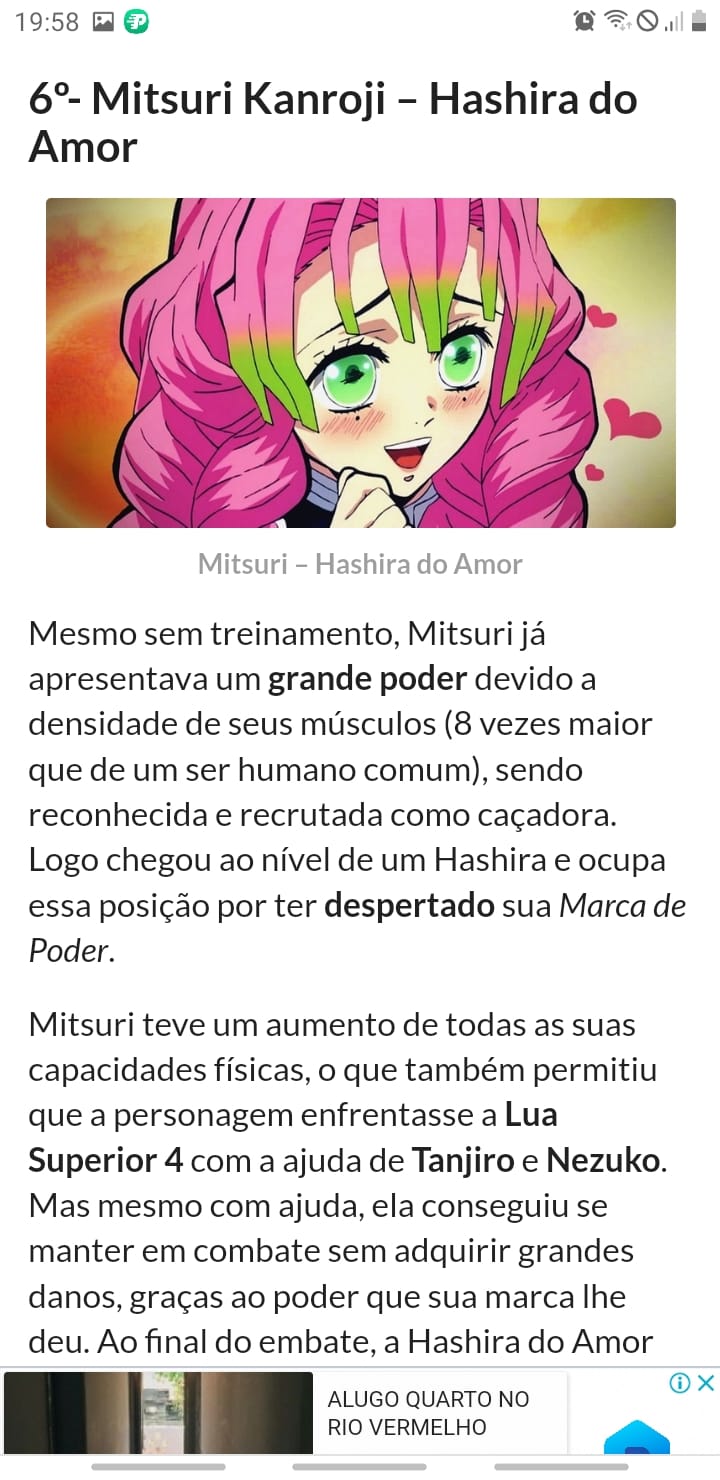 19:58
6º- Mitsuri Kanroji – Hashira do
Amor
Mitsuri – Hashira do Amor
Mesmo sem treinamento, Mitsuri já
apresentava um grande poder devido a
densidade de seus músculos (8 vezes maior
que de um ser humano comum), sendo
reconhecida e recrutada como caçadora.
Logo chegou ao nível de um Hashira e ocupa
essa posição por ter despertado sua Marca de
Poder.
Mitsuri teve um aumento de todas as suas
capacidades físicas, o que também permitiu
que a personagem enfrentasse a Lua
Superior 4 com a ajuda de Tanjiro e Nezuko.
Mas mesmo com ajuda, ela conseguiu se
manter em combate sem adquirir grandes
danos, graças ao poder que sua marca lhe
deu. Ao final do embate, a Hashira do Amor
ALUGO QUARTO NO
RIO VERMELHO